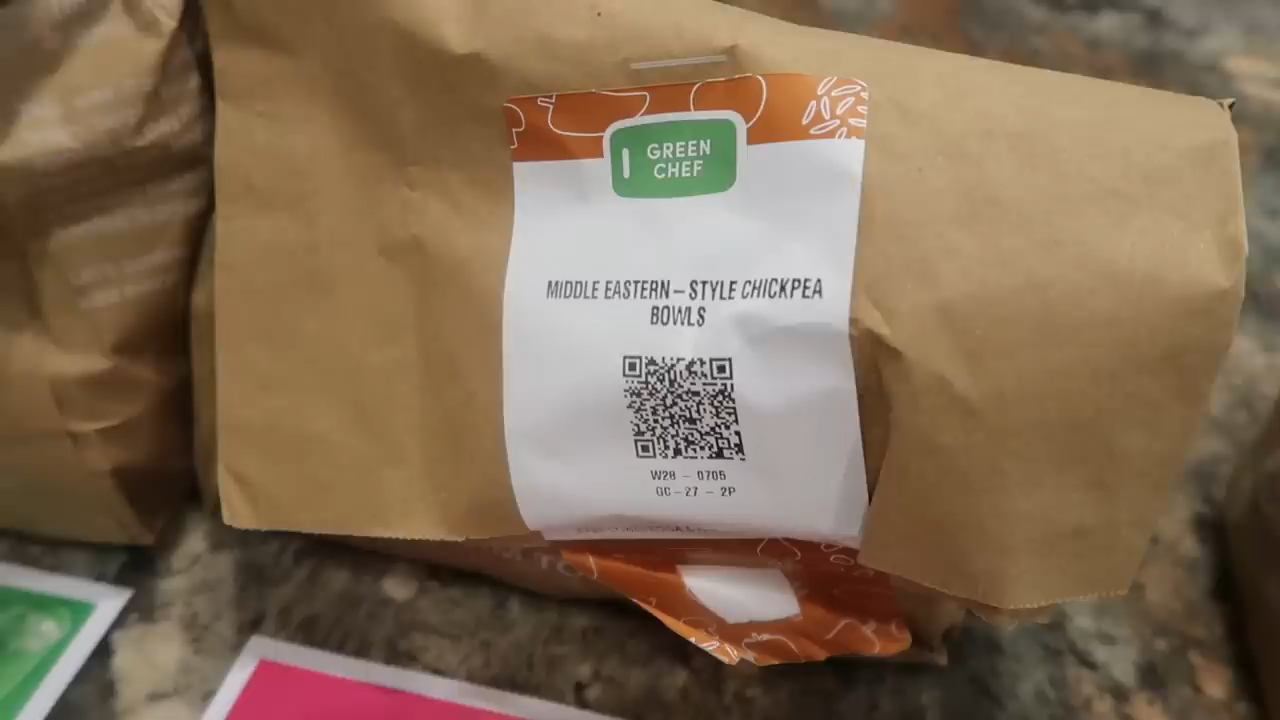 GREEN
CHEF
MIDDLE EASTERN – STYLE CHICKPEA
BOWLS
W28 – 0705
GC – 27 – 2P